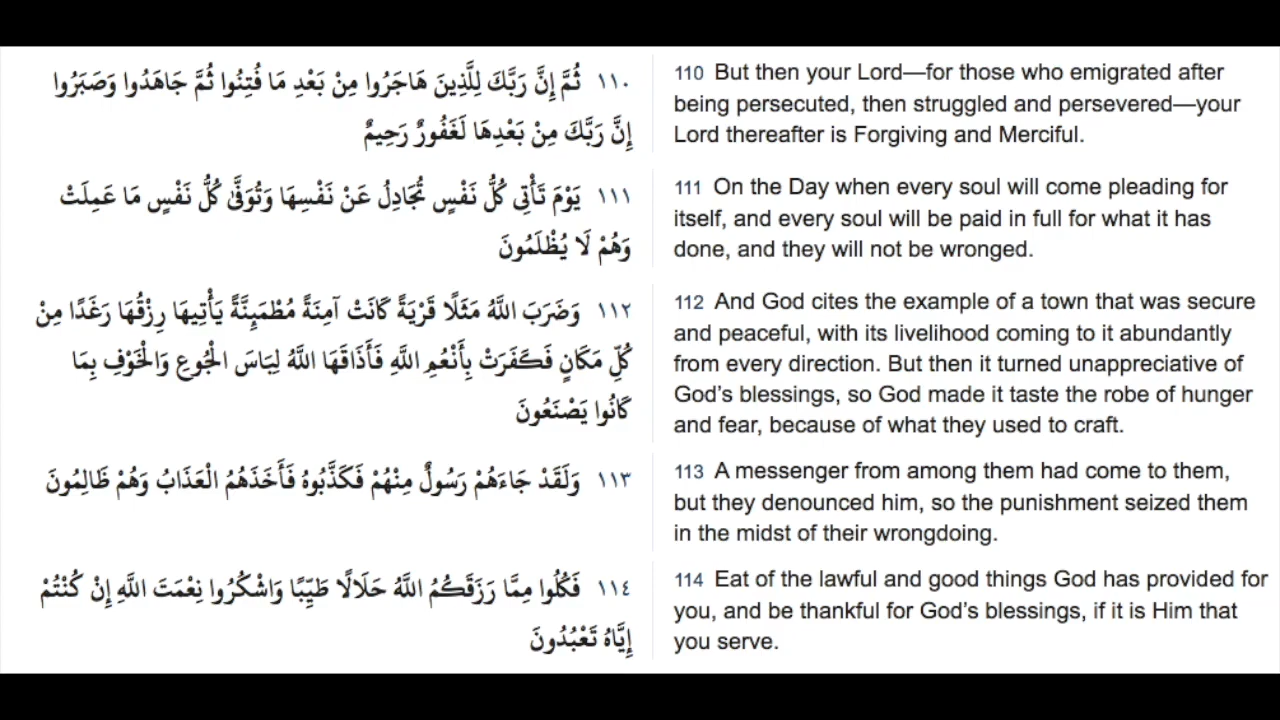 ١١٠ ثُمَّ إِنَّ رَبَّكَ لِلَّذِينَ هَاجَرُوا مِنْ بَعْدِ مَا فُتِنُوا ثُمَّ جَاهَدُوا وَصَبَرُوا
إِنَّ رَبَّكَ مِنْ بَعْدِهَا لَغَفُورٌ رَحِيمٌ
110 But then your Lord—for those who emigrated after
being persecuted, then struggled and persevered—your
Lord thereafter is Forgiving and Merciful.
١١١ يَوْمَ تَأْتِي كُلُّ نَفْسٍ تُجَادِلُ عَنْ نَفْسِهَا وَتُوَفَّىٰ كُلُّ نَفْسٍ مَا عَمِلَتْ
وَهُمْ لَا يُظْلَمُونَ
111 On the Day when every soul will come pleading for
itself, and every soul will be paid in full for what it has
done, and they will not be wronged.
١١٢ وَضَرَبَ اللَّهُ مَثَلًا قَرْيَةً كَانَتْ آمِنَةً مُطْمَئِنَّةً يَأْتِيهَا رِزْقُهَا رَغَدًا مِنْ
كُلِّ مَكَانٍ فَكَفَرَتْ بِأَنْعُمِ اللَّهِ فَأَذَاقَهَا اللَّهُ لِبَاسَ الْجُوعِ وَالْخَوْفِ بِمَا
كَانُوا يَصْنَعُونَ
112 And God cites the example of a town that was secure
and peaceful, with its livelihood coming to it abundantly
from every direction. But then it turned unappreciative of
God’s blessings, so God made it taste the robe of hunger
and fear, because of what they used to craft.
١١٣ وَلَقَدْ جَاءَهُمْ رَسُولٌ مِنْهُمْ فَكَذَّبُوهُ فَأَخَذَهُمُ الْعَذَابُ وَهُمْ ظَالِمُونَ
113 A messenger from among them had come to them,
but they denounced him, so the punishment seized them
in the midst of their wrongdoing.
١١٤ فَكُلُوا مِمَّا رَزَقَكُمُ اللَّهُ حَلَالًا طَيِّبًا وَاشْكُرُوا نِعْمَتَ اللَّهِ إِنْ كُنْتُمْ
إِيَّاهُ تَعْبُدُونَ
114 Eat of the lawful and good things God has provided for
you, and be thankful for God’s blessings, if it is Him that
you serve.